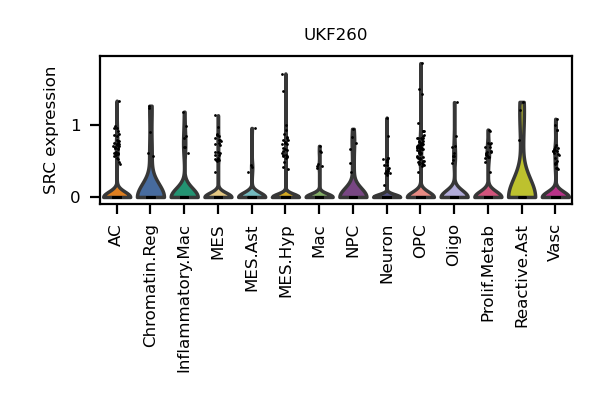 UKF260
SRC expression
1
0
AC
Chromatin.Reg
Inflammatory.Mac
MES
MES.Ast
MES.Hyp
Mac
NPC
Neuron
OPC
Oligo
Prolif.Metab
Reactive.Ast
Vasc